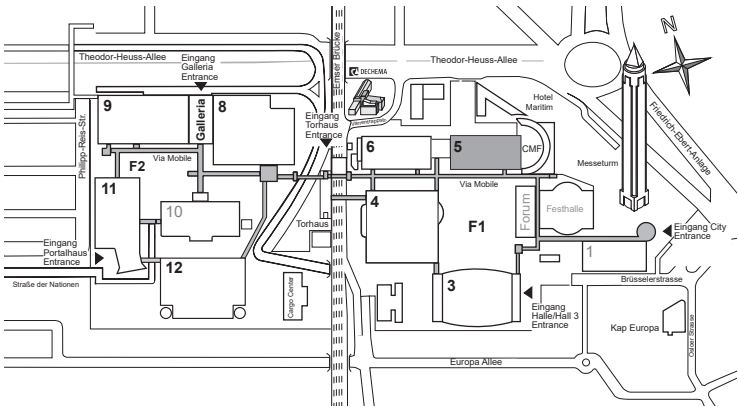 Theodor-Heuss-Allee
Eingang
Galleria
Entrance
Emser Brücke
DECHEMA
Theodor-Heuss-Allee
N
9
Galleria
8
Eingang
Torhaus
Entrance
Hotel
Maritim
Friedrich-Ebert-Anlage
Philipp-Reis-Str.
F2
Via Mobile
6
5
CMF
Messeturm
11
10
Via Mobile
4
F1
Forum
Festhalle
Torhaus
Eingang City
Entrance
Eingang
Portalhaus
Entrance
12
1
Straße der Nationen
Cargo Center
3
Brüsselerstrasse
Eingang
Halle/Hall 3
Entrance
Kap Europa
Osloer Strasse
Europa Allee